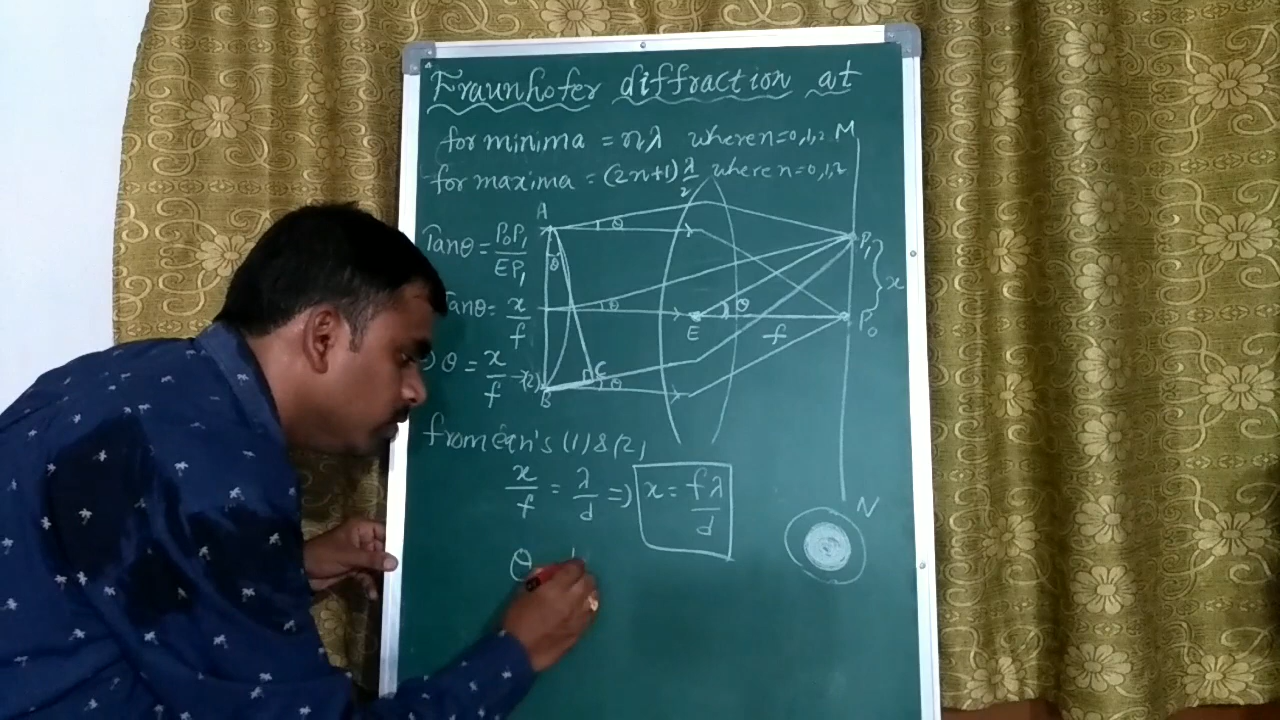 Fraunhofer diffraction at
for minima = nλ where n=0,1,2
for maxima = (2n+1) λ/2 where n=0,1,2
M
A
θ
P1
Tanθ = P0P1/EP1
θ
x
Tanθ = x/f
θ
E
θ
P0
f
θ = x/f →(2)
C
θ
B
from eqn's (1) & (2)
x/f = λ/d => x = fλ/d
N
θ